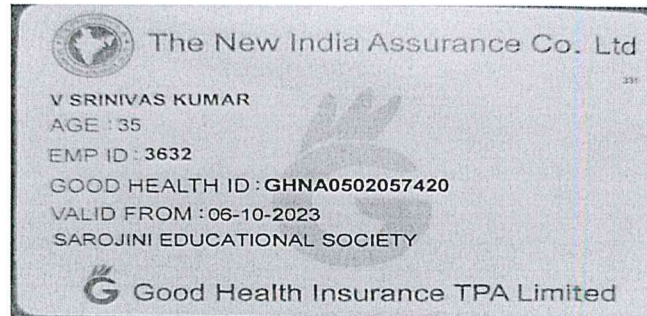 The New India Assurance Co. Ltd
331
V SRINIVAS KUMAR
AGE : 35
EMP ID : 3632
GOOD HEALTH ID : GHNA0502057420
VALID FROM : 06-10-2023
SAROJINI EDUCATIONAL SOCIETY
Good Health Insurance TPA Limited